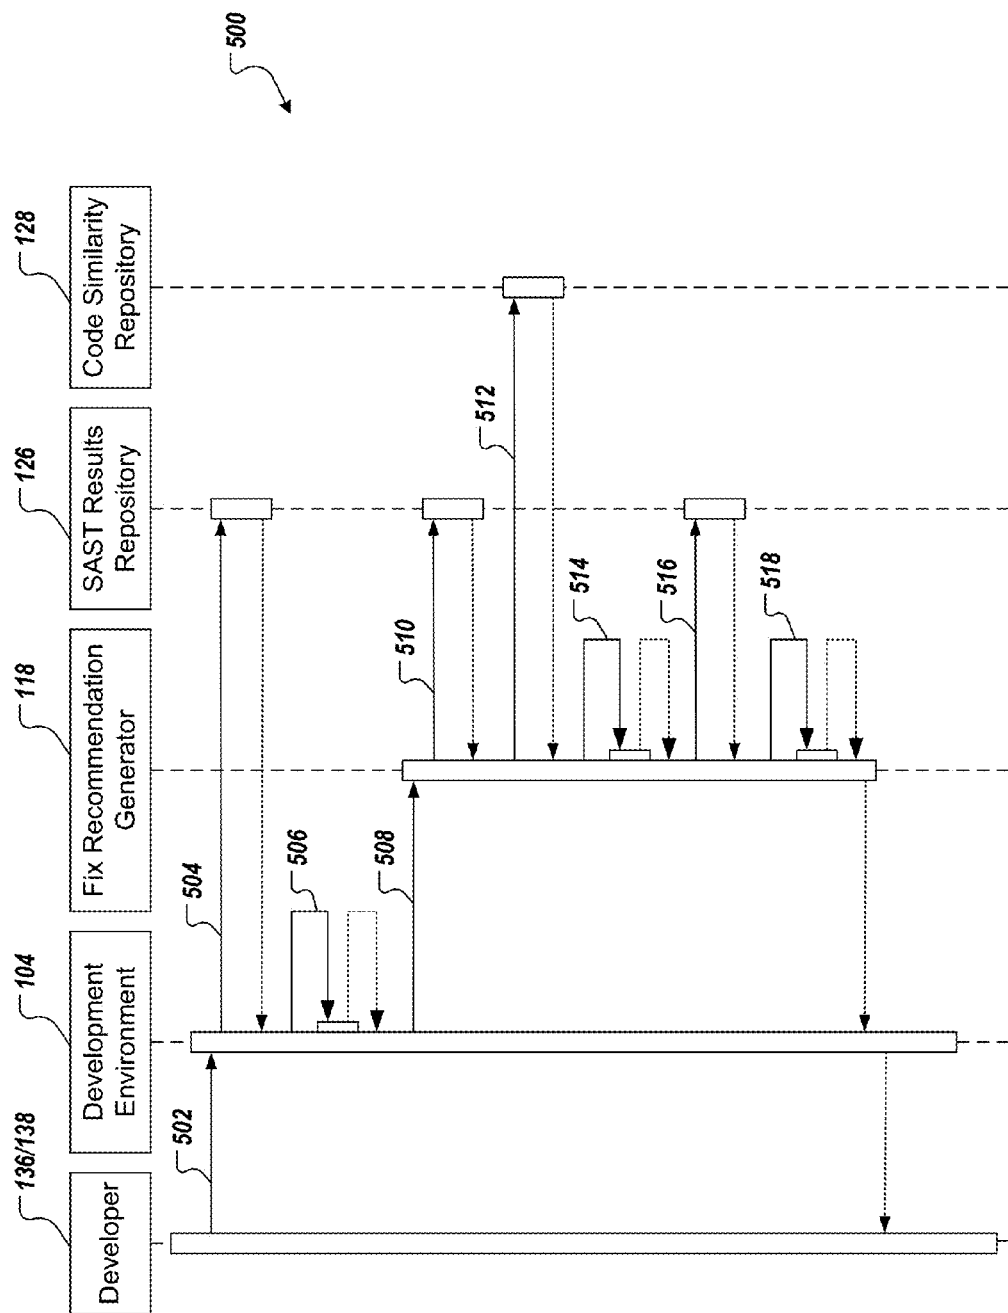 500
136/138
104
118
126
128
Developer
Development
Environment
Fix Recommendation
Generator
SAST Results
Repository
Code Similarity
Repository
502
504
506
508
510
512
514
516
518